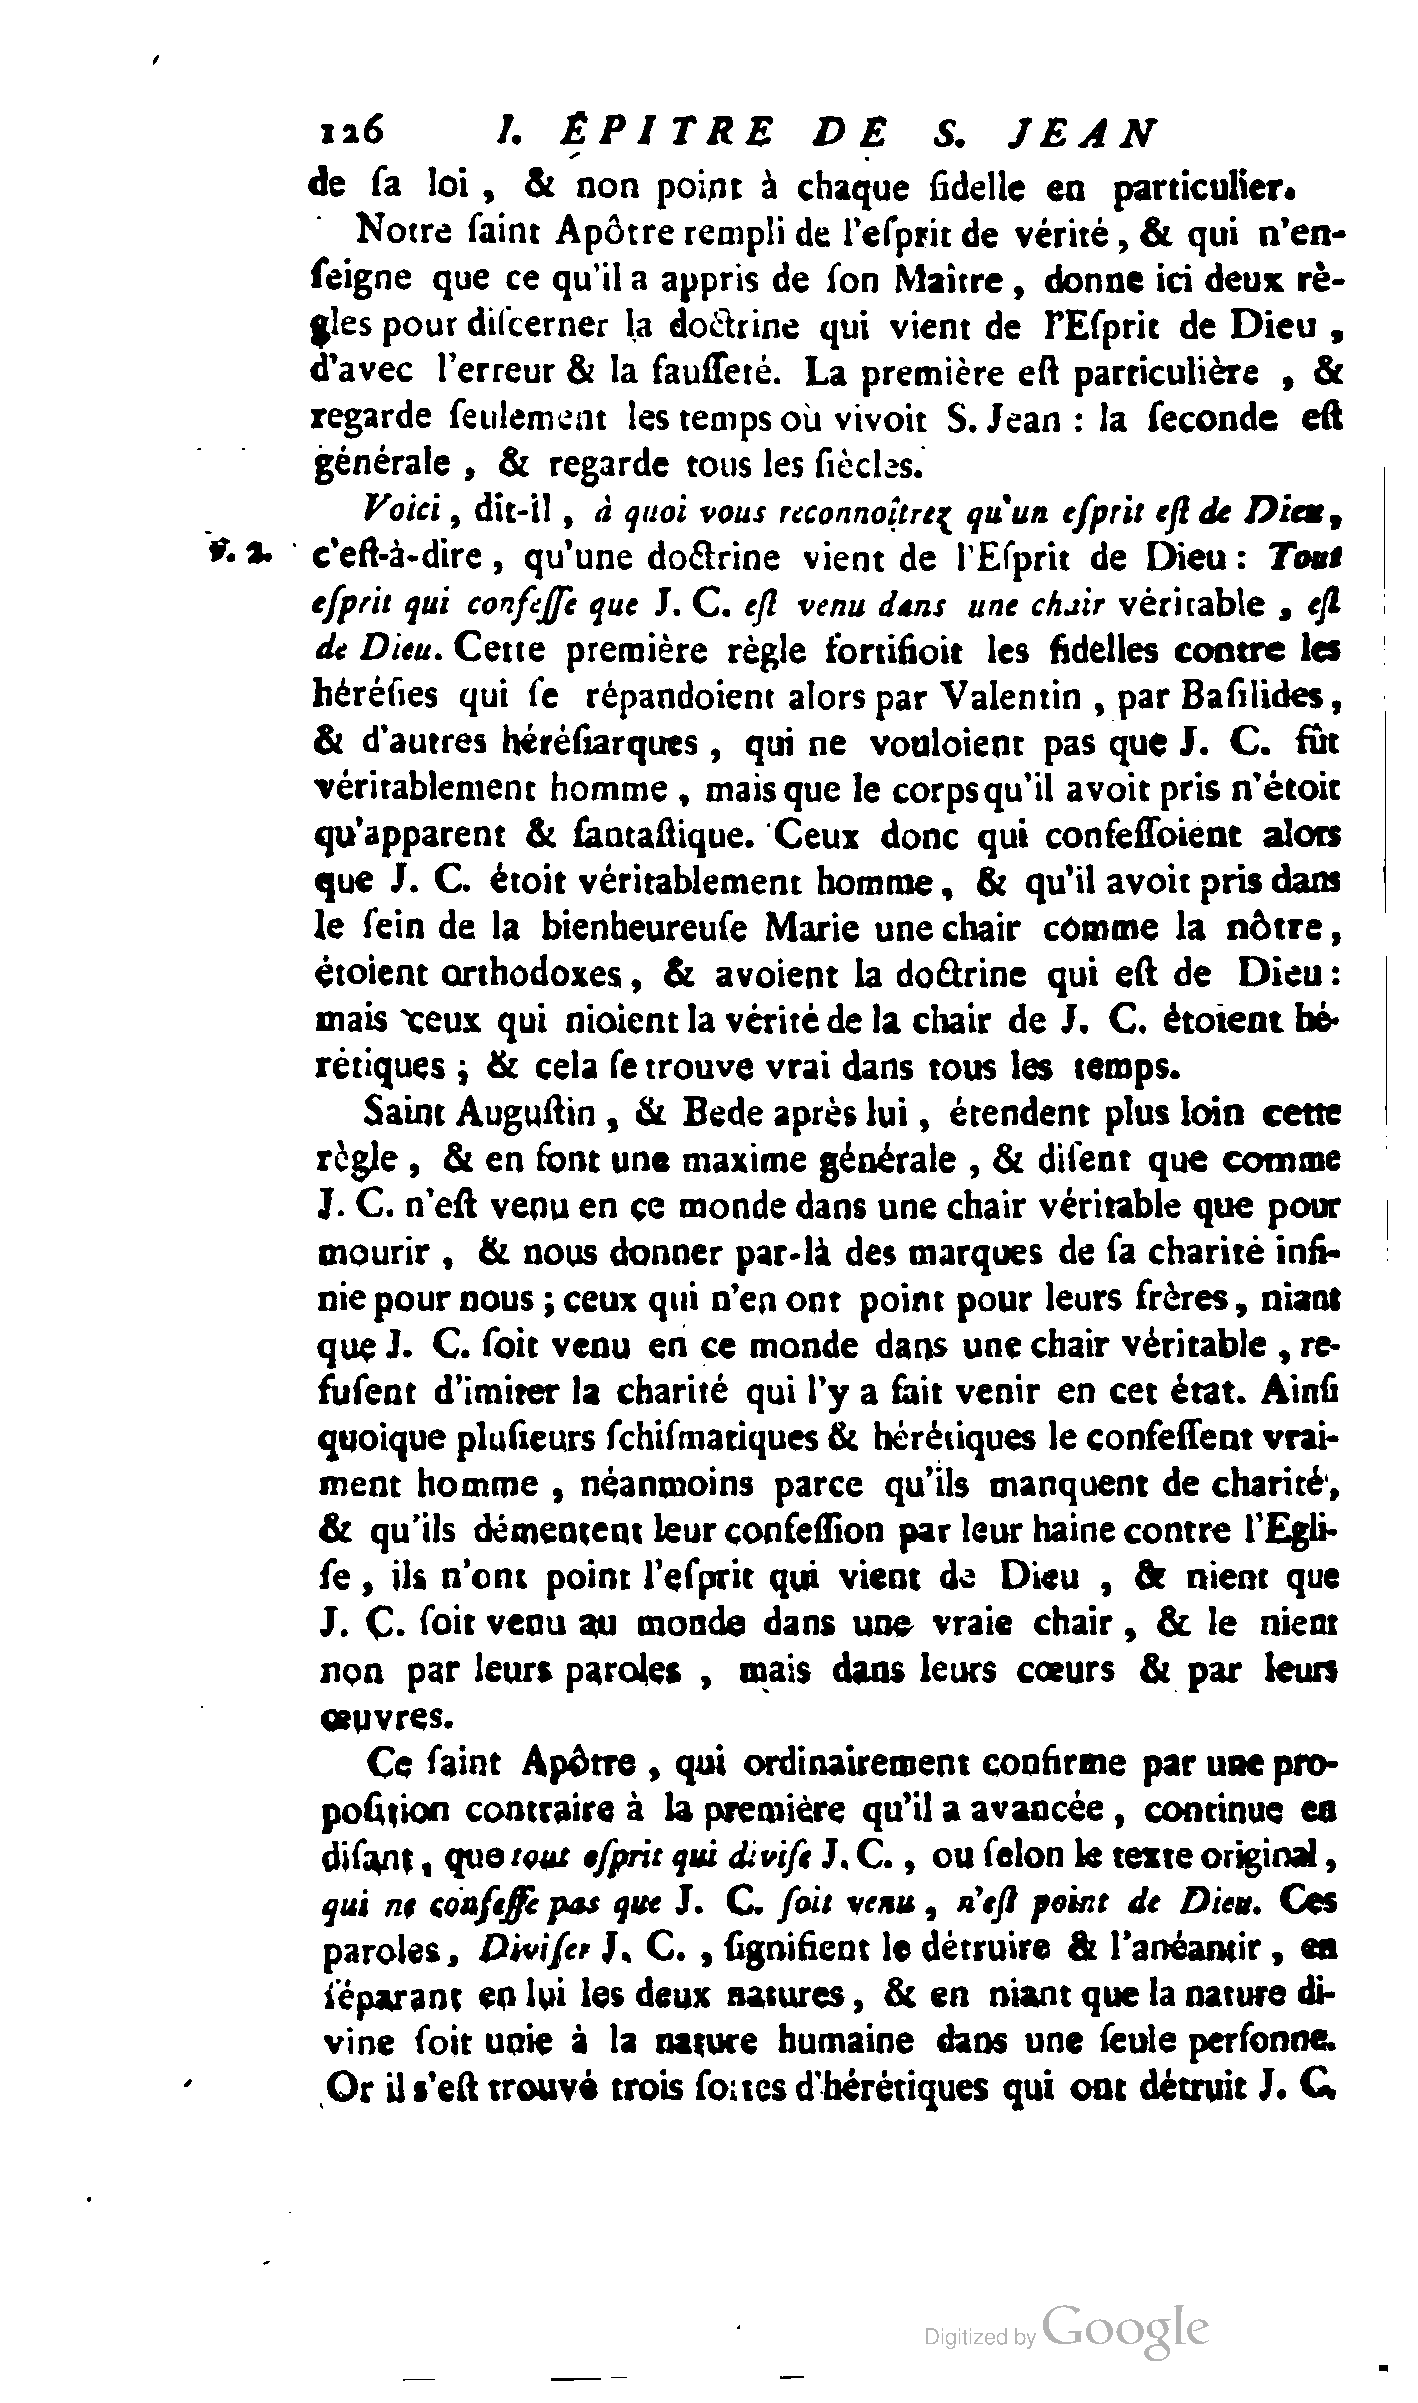 126 I. ÉPITRE DE S. JEAN
de ſa loi, & non point à chaque fidelle en particulier.
Notre ſaint Apôtre rempli de l'eſprit de vérité, & qui n'en-
ſeigne que ce qu'il a appris de ſon Maître, donne ici deux rè-
gles pour diſcerner la doctrine qui vient de l'Eſprit de Dieu,
d'avec l'erreur & la fauſſeté. La première eſt particulière, &
regarde ſeulement les temps où vivoit S. Jean : la ſeconde eſt
générale, & regarde tous les ſiècles.
Voici, dit-il, à quoi vous reconnoîtrez qu'un eſprit eſt de Dieu,
℣. 2. c'eſt-à-dire, qu'une doctrine vient de l'Eſprit de Dieu : Tout
eſprit qui confeſſe que J. C. eſt venu dans une chair véritable, eſt
de Dieu. Cette première règle fortifioit les fidelles contre les
héréſies qui ſe répandoient alors par Valentin, par Baſilides,
& d'autres héréſiarques, qui ne vouloient pas que J. C. fût
véritablement homme, mais que le corps qu'il avoit pris n'étoit
qu'apparent & fantaſtique. Ceux donc qui confeſſoient alors
que J. C. étoit véritablement homme, & qu'il avoit pris dans
le ſein de la bienheureuſe Marie une chair comme la nôtre,
étoient orthodoxes, & avoient la doctrine qui eſt de Dieu :
mais ceux qui nioient la vérité de la chair de J. C. étoient hé-
rétiques ; & cela ſe trouve vrai dans tous les temps.
Saint Auguſtin, & Bede après lui, étendent plus loin cette
règle, & en font une maxime générale, & diſent que comme
J. C. n'eſt venu en ce monde dans une chair véritable que pour
mourir, & nous donner par-là des marques de ſa charité infi-
nie pour nous ; ceux qui n'en ont point pour leurs frères, niant
que J. C. ſoit venu en ce monde dans une chair véritable, re-
fuſent d'imiter la charité qui l'y a fait venir en cet état. Ainſi
quoique pluſieurs ſchiſmatiques & hérétiques le confeſſent vrai-
ment homme, néanmoins parce qu'ils manquent de charité,
& qu'ils démentent leur confeſſion par leur haine contre l'Egli-
ſe, ils n'ont point l'eſprit qui vient de Dieu, & nient que
J. C. ſoit venu au monde dans une vraie chair, & le nient
non par leurs paroles, mais dans leurs cœurs & par leurs
œuvres.
Ce ſaint Apôtre, qui ordinairement confirme par une pro-
poſition contraire à la première qu'il a avancée, continue en
diſant, que tout eſprit qui diviſe J. C., ou ſelon le texte original,
qui ne confeſſe pas que J. C. ſoit venu, n'eſt point de Dieu. Ces
paroles, Diviſer J. C., ſignifient le détruire & l'anéantir, en
ſéparant en lui les deux natures, & en niant que la nature di-
vine ſoit unie à la nature humaine dans une ſeule perſonne.
Or il s'eſt trouvé trois ſortes d'hérétiques qui ont détruit J. C.
Digitized by Google